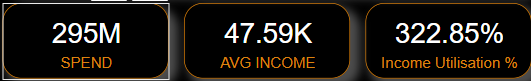 295M
SPEND
47.59K
AVG INCOME
322.85%
Income Utilisation %